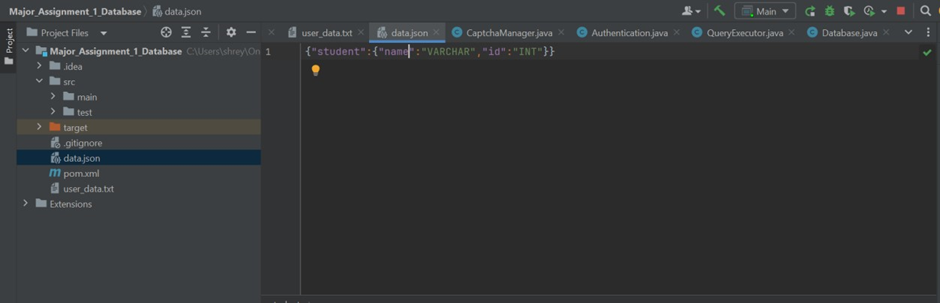 Major_Assignment_1_Database 〉 data.json
Main
Project
Project Files
Major_Assignment_1_Database C:\Users\shrey\On
.idea
src
main
test
target
.gitignore
data.json
pom.xml
user_data.txt
Extensions
user_data.txt data.json CaptchaManager.java Authentication.java QueryExecutor.java Database.java
1 {"student":{"name":"VARCHAR","id":"INT"}}